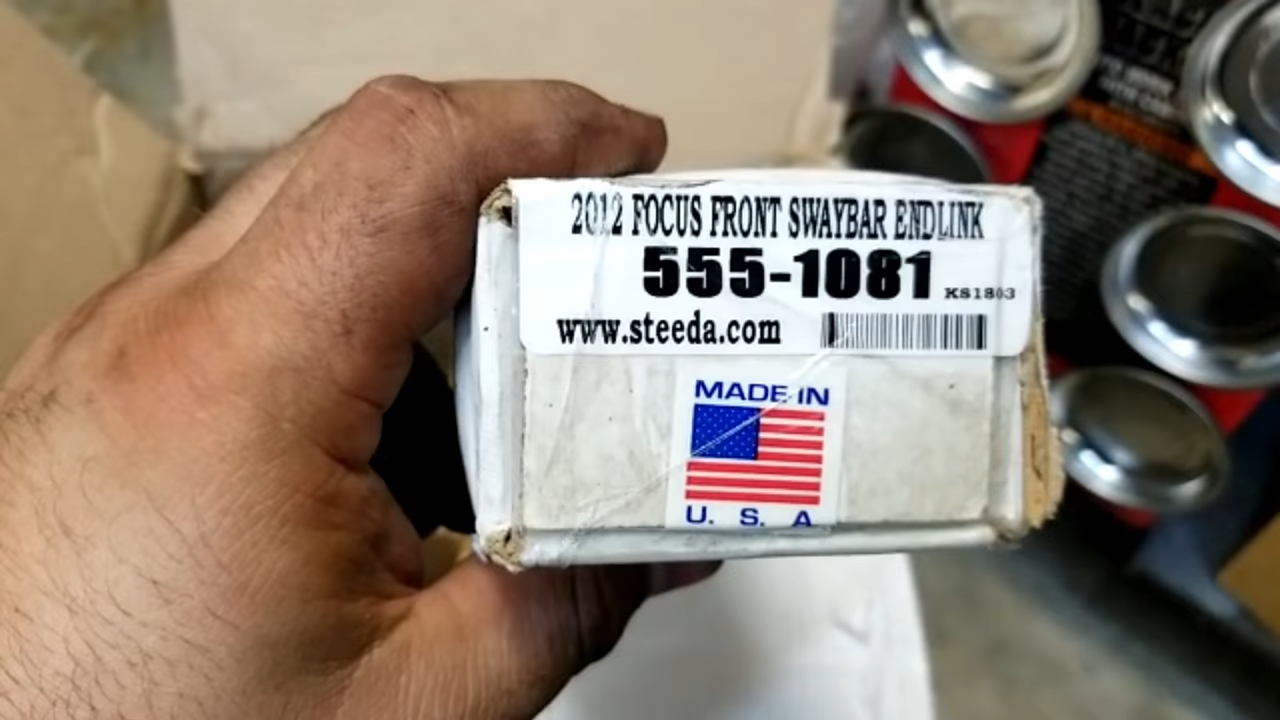 2012 FOCUS FRONT SWAYBAR ENDLINK
555-1081 KS1803
www.steeda.com
MADE IN
U. S. A